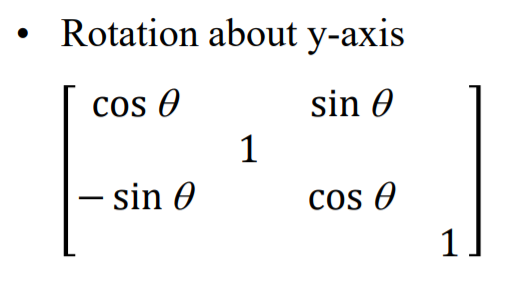 • Rotation about y-axis
cos θ sin θ
1
− sin θ cos θ
1